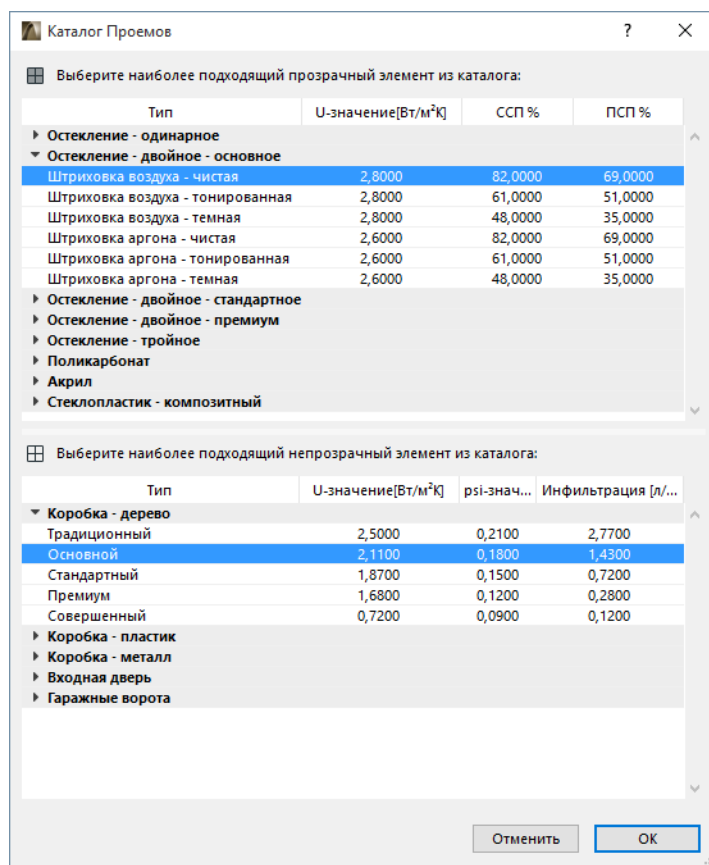 Каталог Проемов ? ×
Выберите наиболее подходящий прозрачный элемент из каталога:
Тип U-значение[Вт/м²К] ССП % ПСП %
Остекление - одинарное
Остекление - двойное - основное
Штриховка воздуха - чистая 2,8000 82,0000 69,0000
Штриховка воздуха - тонированная 2,8000 61,0000 51,0000
Штриховка воздуха - темная 2,8000 48,0000 35,0000
Штриховка аргона - чистая 2,6000 82,0000 69,0000
Штриховка аргона - тонированная 2,6000 61,0000 51,0000
Штриховка аргона - темная 2,6000 48,0000 35,0000
Остекление - двойное - стандартное
Остекление - двойное - премиум
Остекление - тройное
Поликарбонат
Акрил
Стеклопластик - композитный
Выберите наиболее подходящий непрозрачный элемент из каталога:
Тип U-значение[Вт/м²К] psi-знач... Инфильтрация [л/...
Коробка - дерево
Традиционный 2,5000 0,2100 2,7700
Основной 2,1100 0,1800 1,4300
Стандартный 1,8700 0,1500 0,7200
Премиум 1,6800 0,1200 0,2800
Совершенный 0,7200 0,0900 0,1200
Коробка - пластик
Коробка - металл
Входная дверь
Гаражные ворота
Отменить OK